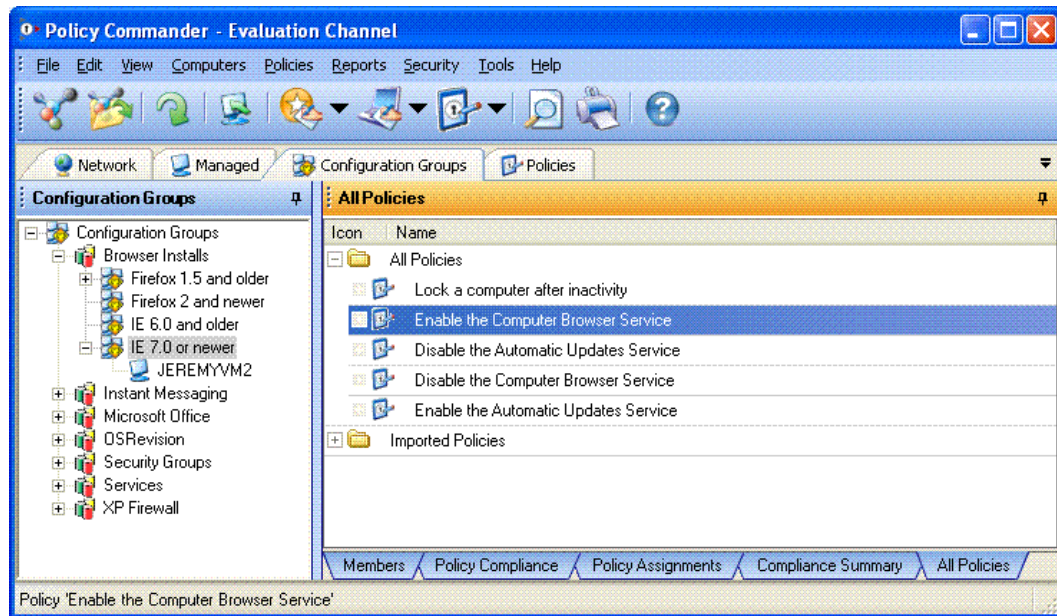 Policy Commander - Evaluation Channel
File Edit View Computers Policies Reports Security Tools Help
Network Managed Configuration Groups Policies
Configuration Groups
Configuration Groups
Browser Installs
Firefox 1.5 and older
Firefox 2 and newer
IE 6.0 and older
IE 7.0 or newer
JEREMYVM2
Instant Messaging
Microsoft Office
OSRevision
Security Groups
Services
XP Firewall
All Policies
Icon Name
All Policies
Lock a computer after inactivity
Enable the Computer Browser Service
Disable the Automatic Updates Service
Disable the Computer Browser Service
Enable the Automatic Updates Service
Imported Policies
Members Policy Compliance Policy Assignments Compliance Summary All Policies
Policy 'Enable the Computer Browser Service'